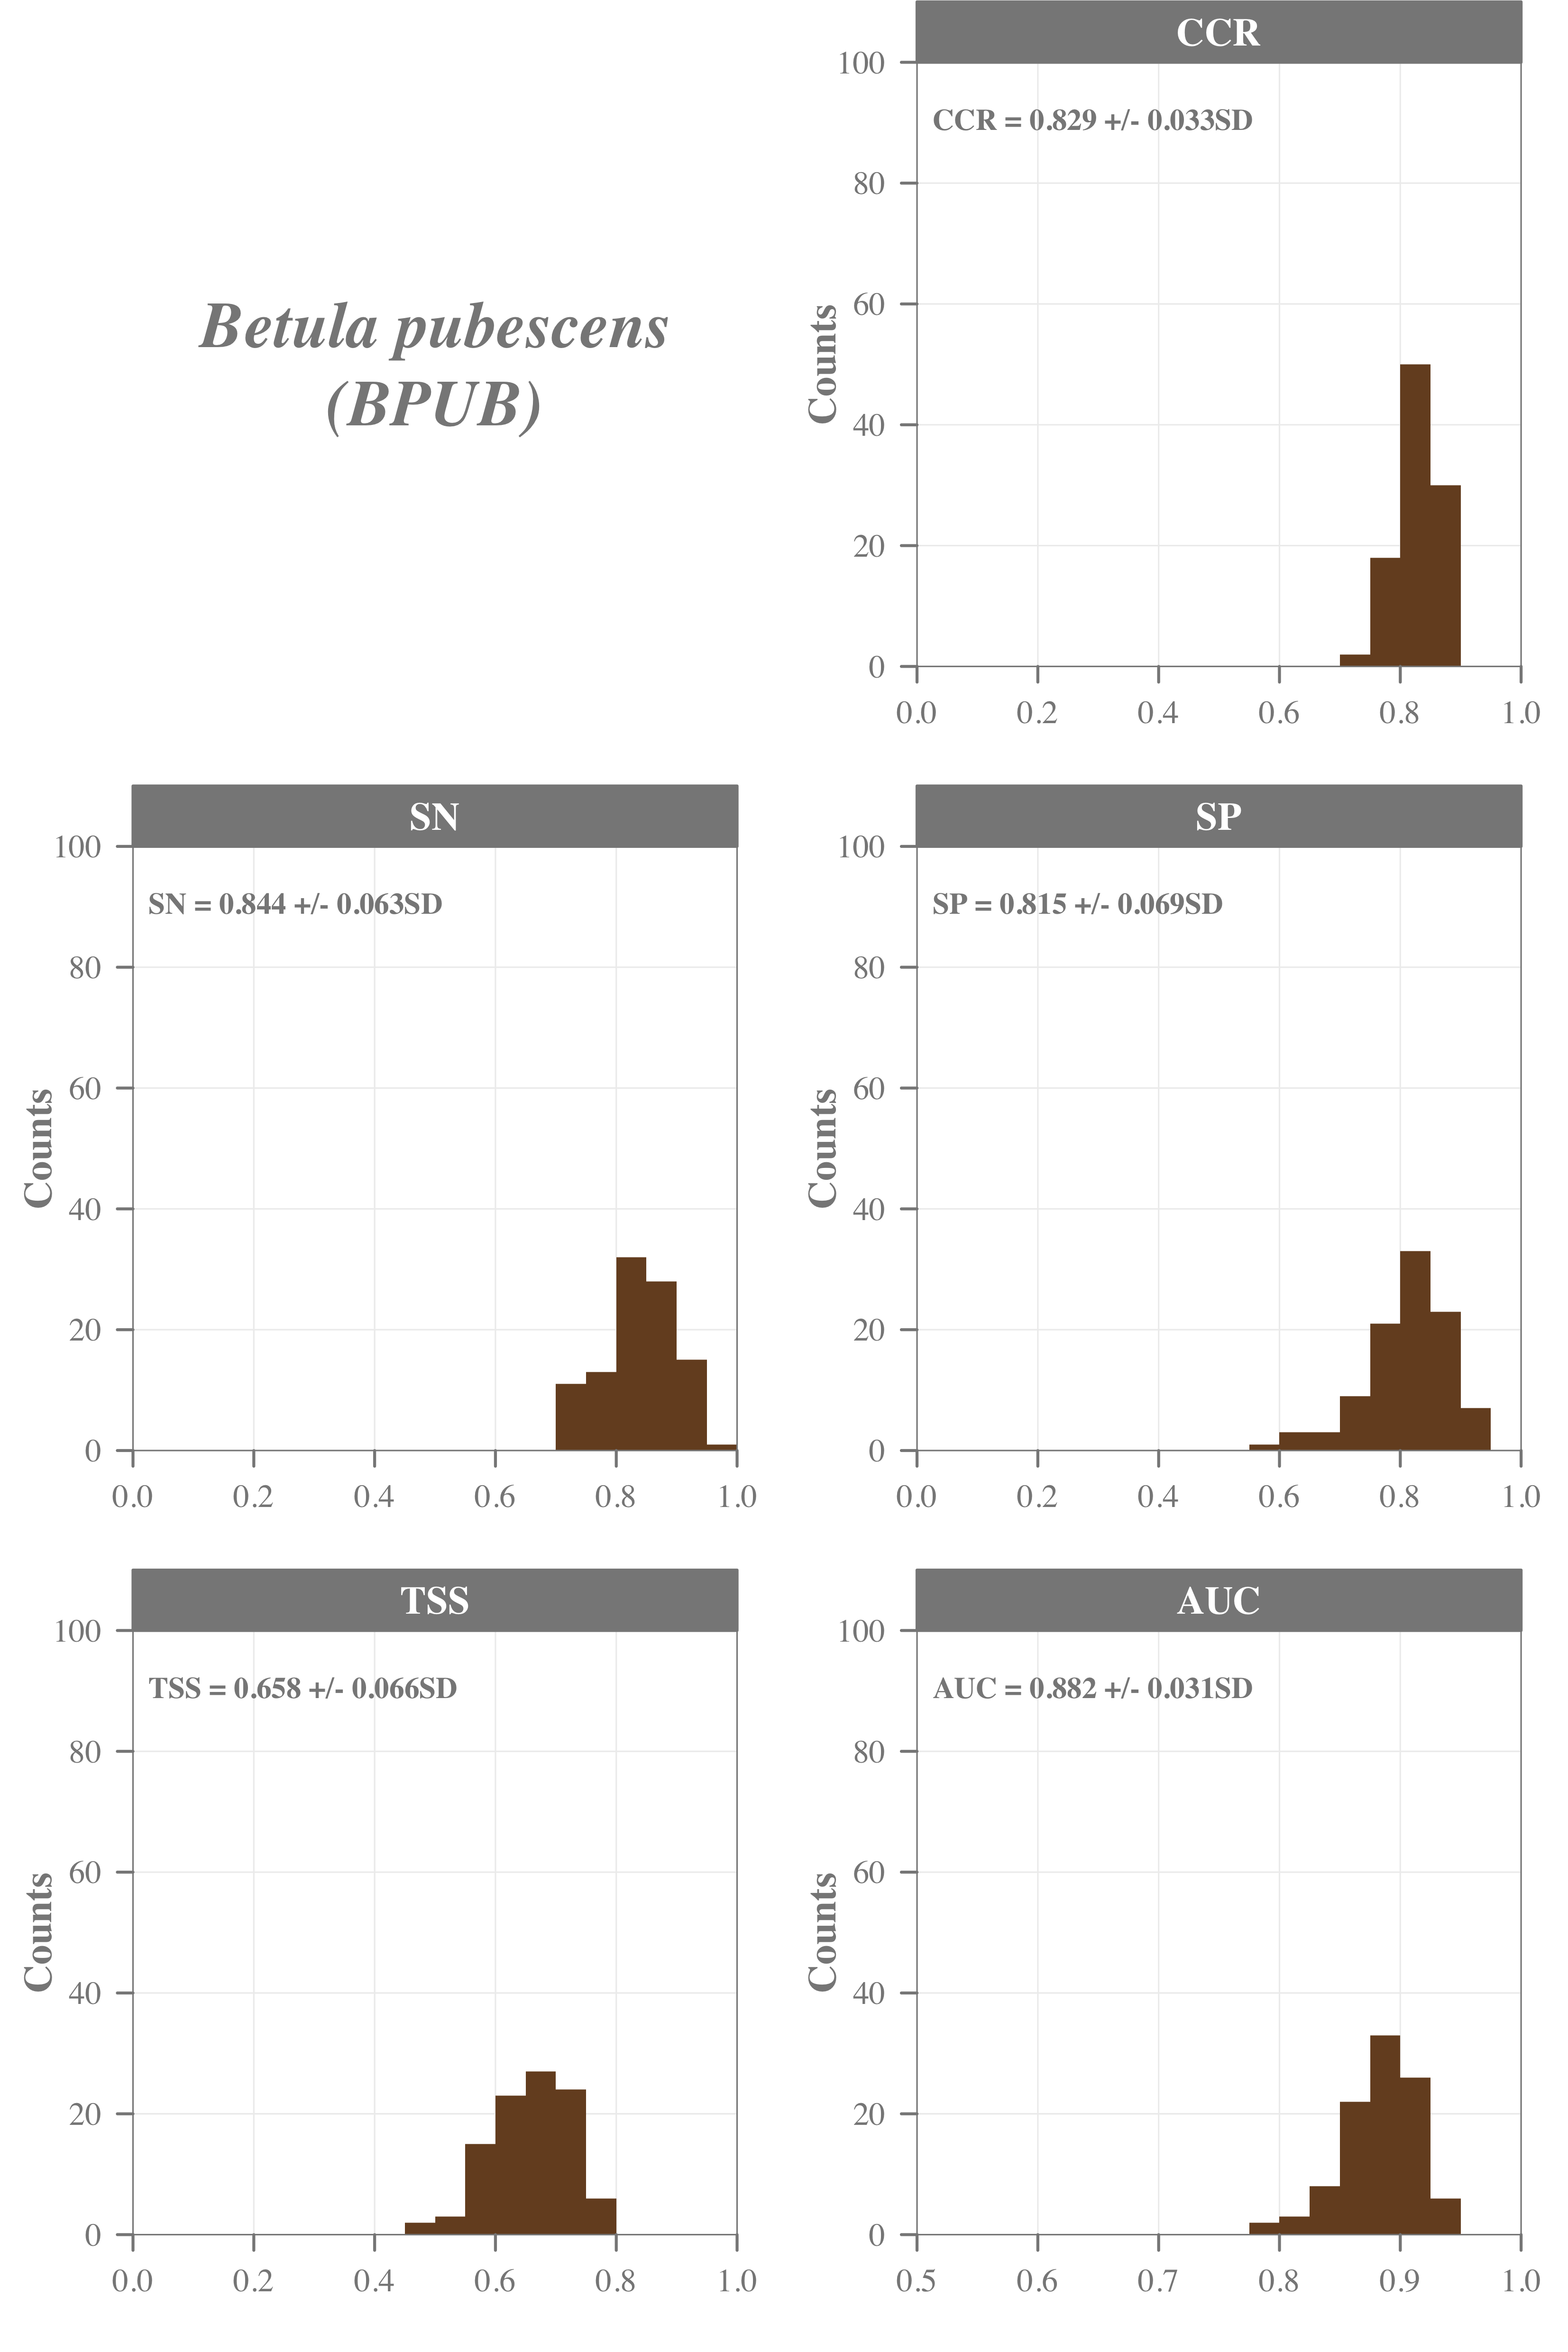 Betula pubescens
(BPUB)
CCR
CCR = 0.829 +/- 0.033SD
Counts
100
80
60
40
20
0
0.0 0.2 0.4 0.6 0.8 1.0
SN
SN = 0.844 +/- 0.063SD
Counts
100
80
60
40
20
0
0.0 0.2 0.4 0.6 0.8 1.0
SP
SP = 0.815 +/- 0.069SD
Counts
100
80
60
40
20
0
0.0 0.2 0.4 0.6 0.8 1.0
TSS
TSS = 0.658 +/- 0.066SD
Counts
100
80
60
40
20
0
0.0 0.2 0.4 0.6 0.8 1.0
AUC
AUC = 0.882 +/- 0.031SD
Counts
100
80
60
40
20
0
0.5 0.6 0.7 0.8 0.9 1.0